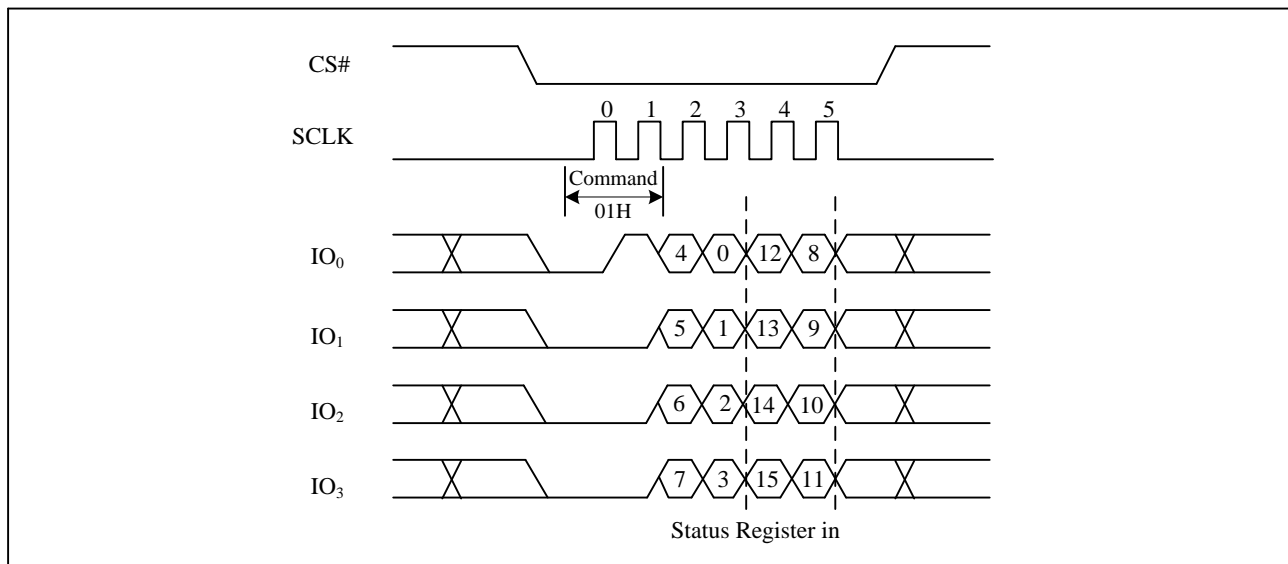 CS#
0 1 2 3 4 5
SCLK
Command
01H
IO0 4 0 12 8
IO1 5 1 13 9
IO2 6 2 14 10
IO3 7 3 15 11
Status Register in